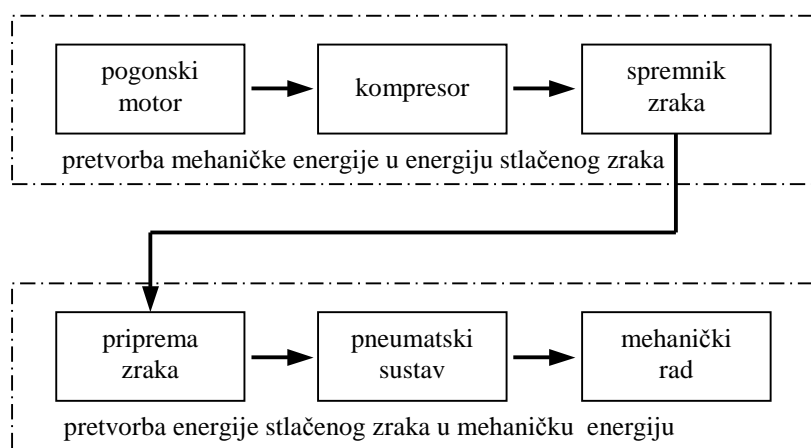 pogonski
motor
kompresor
spremnik
zraka
pretvorba mehaničke energije u energiju stlačenog zraka
priprema
zraka
pneumatski
sustav
mehanički
rad
pretvorba energije stlačenog zraka u mehaničku energiju